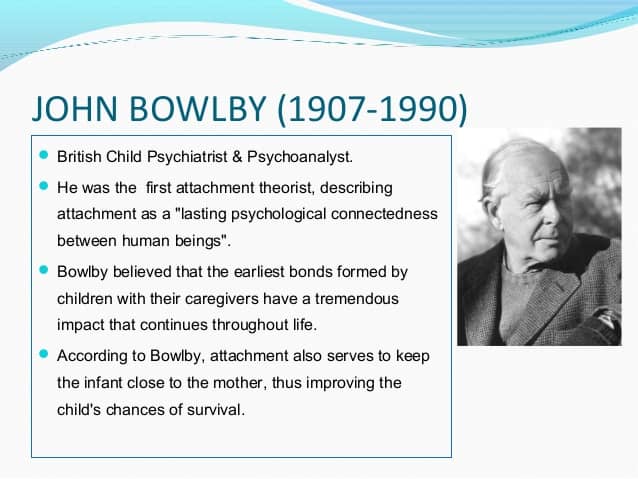 JOHN BOWLBY (1907-1990)
British Child Psychiatrist & Psychoanalyst.
He was the first attachment theorist, describing
attachment as a "lasting psychological connectedness
between human beings".
Bowlby believed that the earliest bonds formed by
children with their caregivers have a tremendous
impact that continues throughout life.
According to Bowlby, attachment also serves to keep
the infant close to the mother, thus improving the
child's chances of survival.